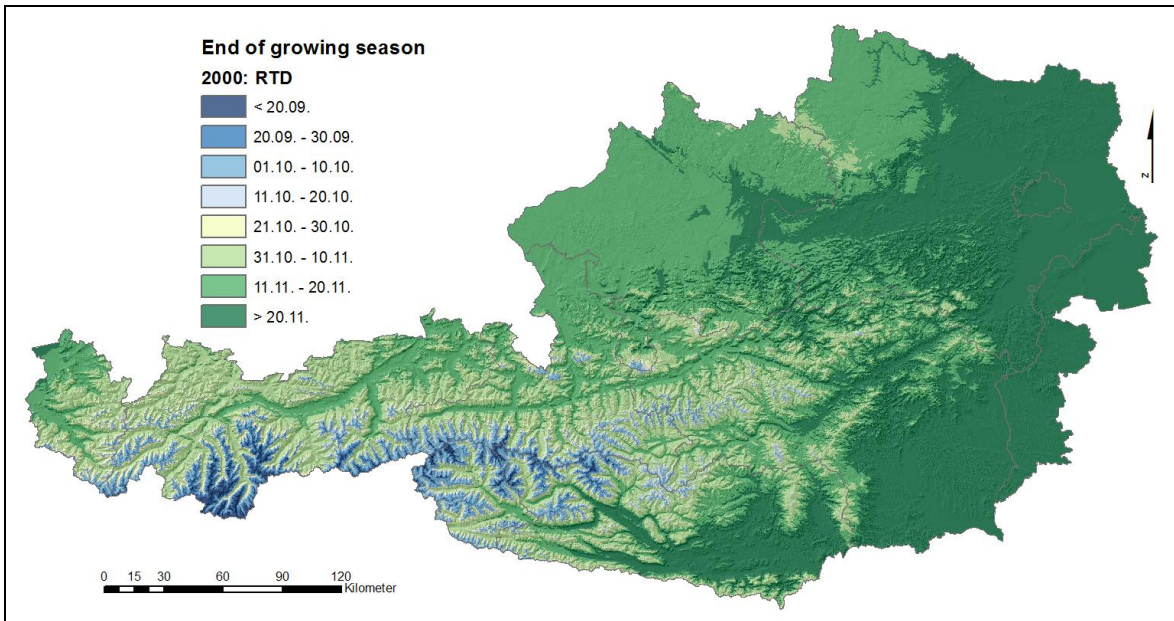 End of growing season
2000: RTD
< 20.09.
20.09. - 30.09.
01.10. - 10.10.
11.10. - 20.10.
21.10. - 30.10.
31.10. - 10.11.
11.11. - 20.11.
> 20.11.
N
0 15 30 60 90 120
Kilometer